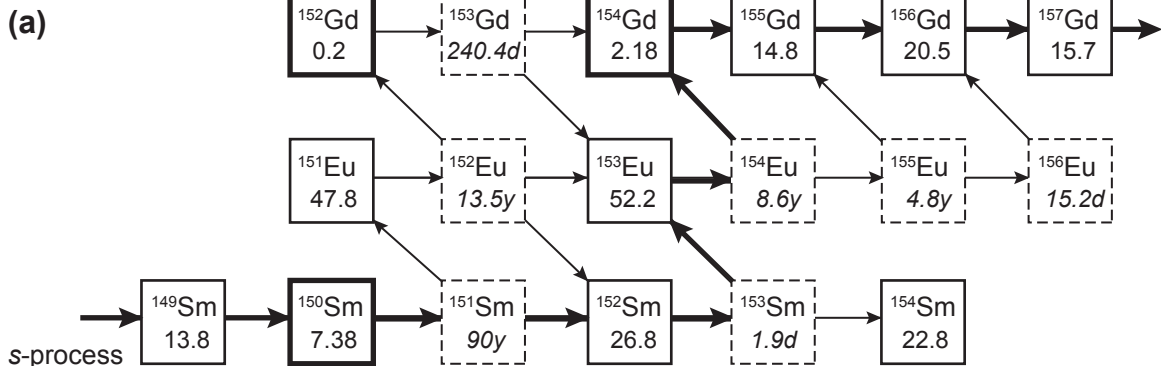 (a)
152Gd 153Gd 154Gd 155Gd 156Gd 157Gd
0.2 240.4d 2.18 14.8 20.5 15.7
151Eu 152Eu 153Eu 154Eu 155Eu 156Eu
47.8 13.5y 52.2 8.6y 4.8y 15.2d
149Sm 150Sm 151Sm 152Sm 153Sm 154Sm
13.8 7.38 90y 26.8 1.9d 22.8
s-process